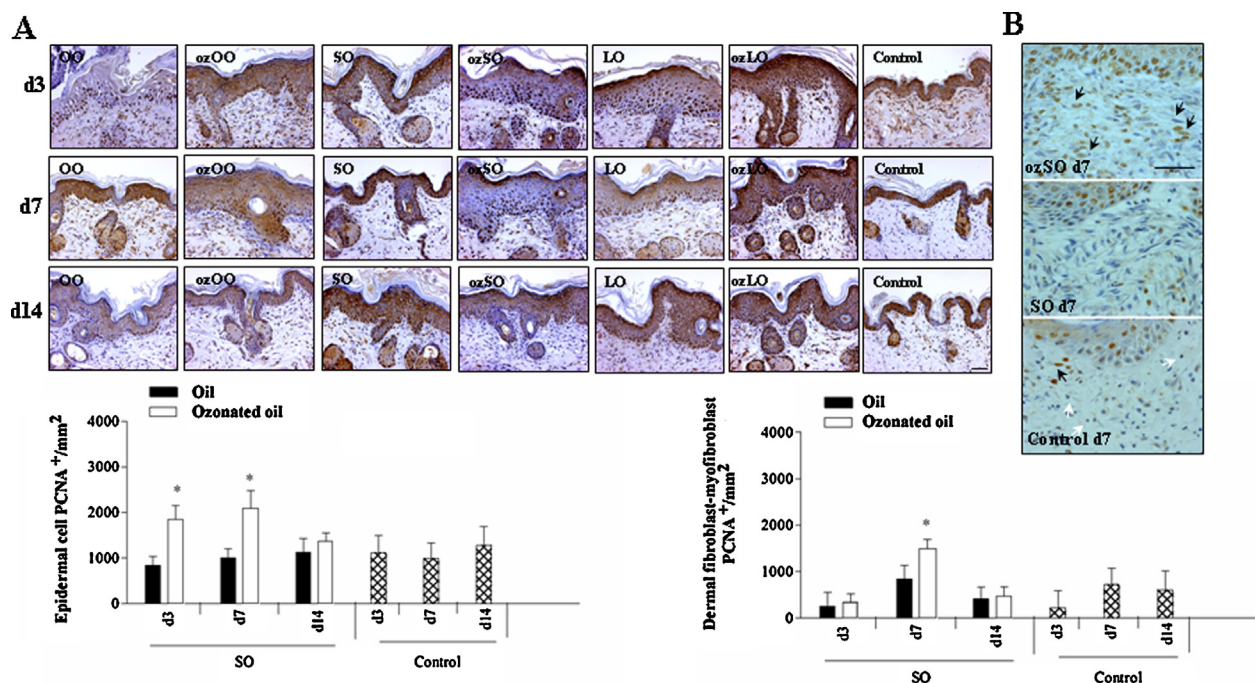 A
B
OO ozOO SO ozSO LO ozLO Control
d3
OO ozOO SO ozSO LO ozLO Control
d7
OO ozOO SO ozSO LO ozLO Control
d14
ozSO d7
SO d7
Control d7
Oil
Ozonated oil
Epidermal cell PCNA +/mm2
4000
3000
2000
1000
0
*
*
d3 d7 d14 d3 d7 d14
SO Control
Oil
Ozonated oil
Dermal fibroblast-myofibroblast
PCNA +/mm2
4000
3000
2000
1000
0
*
d3 d7 d14 d3 d7 d14
SO Control